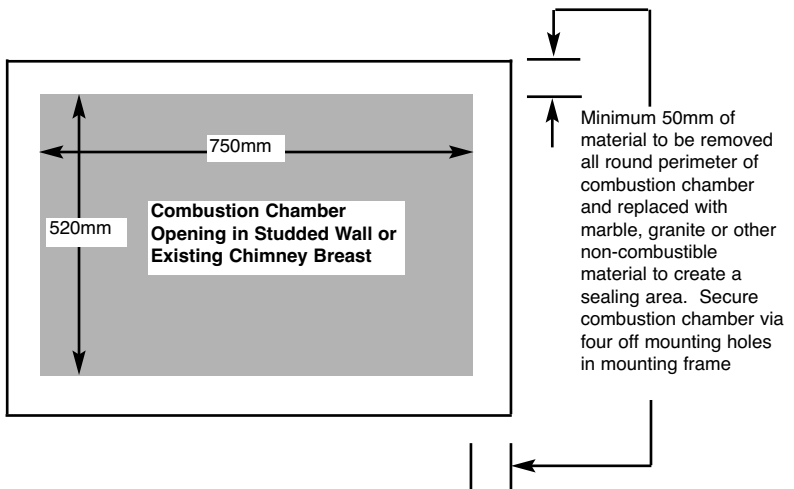 750mm
520mm
Combustion Chamber
Opening in Studded Wall or
Existing Chimney Breast
Minimum 50mm of
material to be removed
all round perimeter of
combustion chamber
and replaced with
marble, granite or other
non-combustible
material to create a
sealing area.  Secure
combustion chamber via
four off mounting holes
in mounting frame